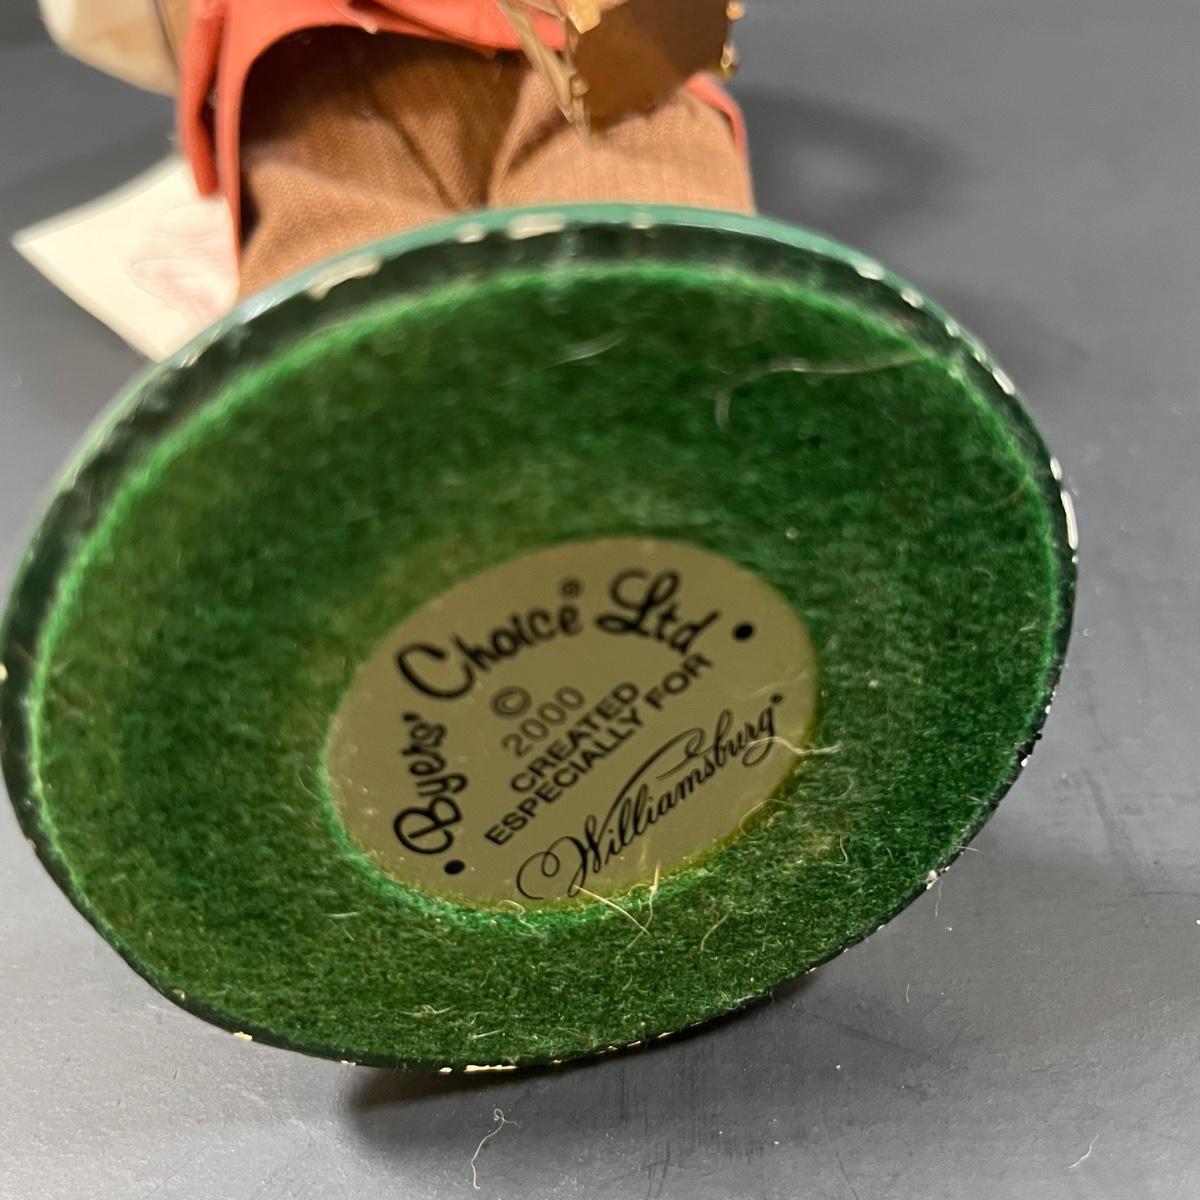 Byers' Choice® Ltd
©
2000
CREATED
ESPECIALLY FOR
Williamsburg®